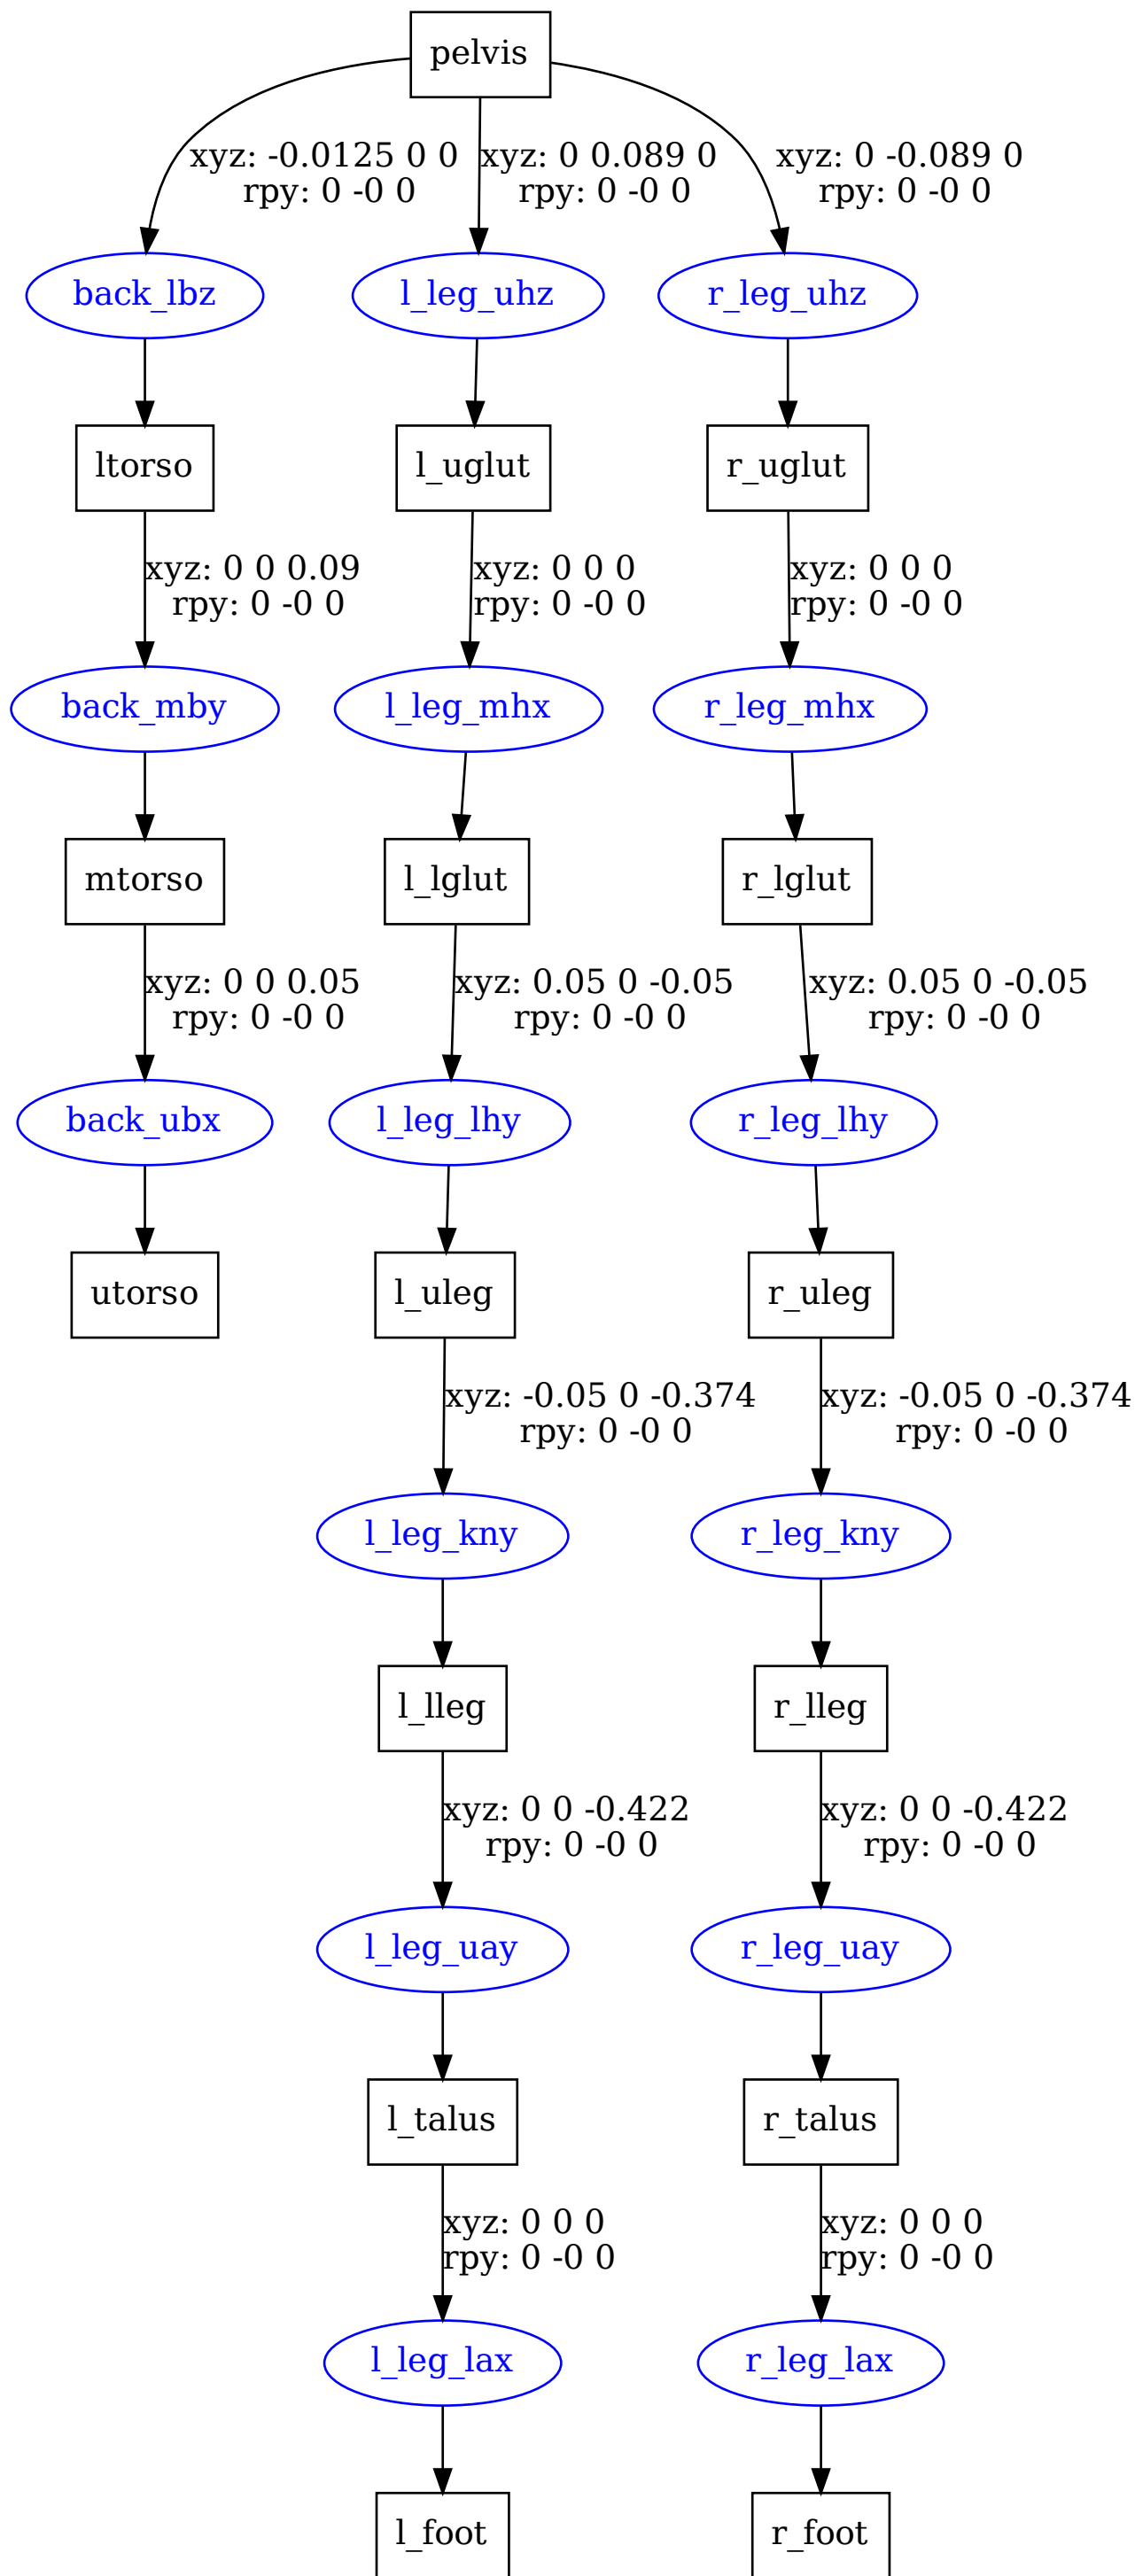 pelvis
xyz: -0.0125 0 0
rpy: 0 -0 0
xyz: 0 0.089 0
rpy: 0 -0 0
xyz: 0 -0.089 0
rpy: 0 -0 0
back_lbz
l_leg_uhz
r_leg_uhz
ltorso
l_uglut
r_uglut
xyz: 0 0 0.09
rpy: 0 -0 0
xyz: 0 0 0
rpy: 0 -0 0
xyz: 0 0 0
rpy: 0 -0 0
back_mby
l_leg_mhx
r_leg_mhx
mtorso
l_lglut
r_lglut
xyz: 0 0 0.05
rpy: 0 -0 0
xyz: 0.05 0 -0.05
rpy: 0 -0 0
xyz: 0.05 0 -0.05
rpy: 0 -0 0
back_ubx
l_leg_lhy
r_leg_lhy
utorso
l_uleg
r_uleg
xyz: -0.05 0 -0.374
rpy: 0 -0 0
xyz: -0.05 0 -0.374
rpy: 0 -0 0
l_leg_kny
r_leg_kny
l_lleg
r_lleg
xyz: 0 0 -0.422
rpy: 0 -0 0
xyz: 0 0 -0.422
rpy: 0 -0 0
l_leg_uay
r_leg_uay
l_talus
r_talus
xyz: 0 0 0
rpy: 0 -0 0
xyz: 0 0 0
rpy: 0 -0 0
l_leg_lax
r_leg_lax
l_foot
r_foot